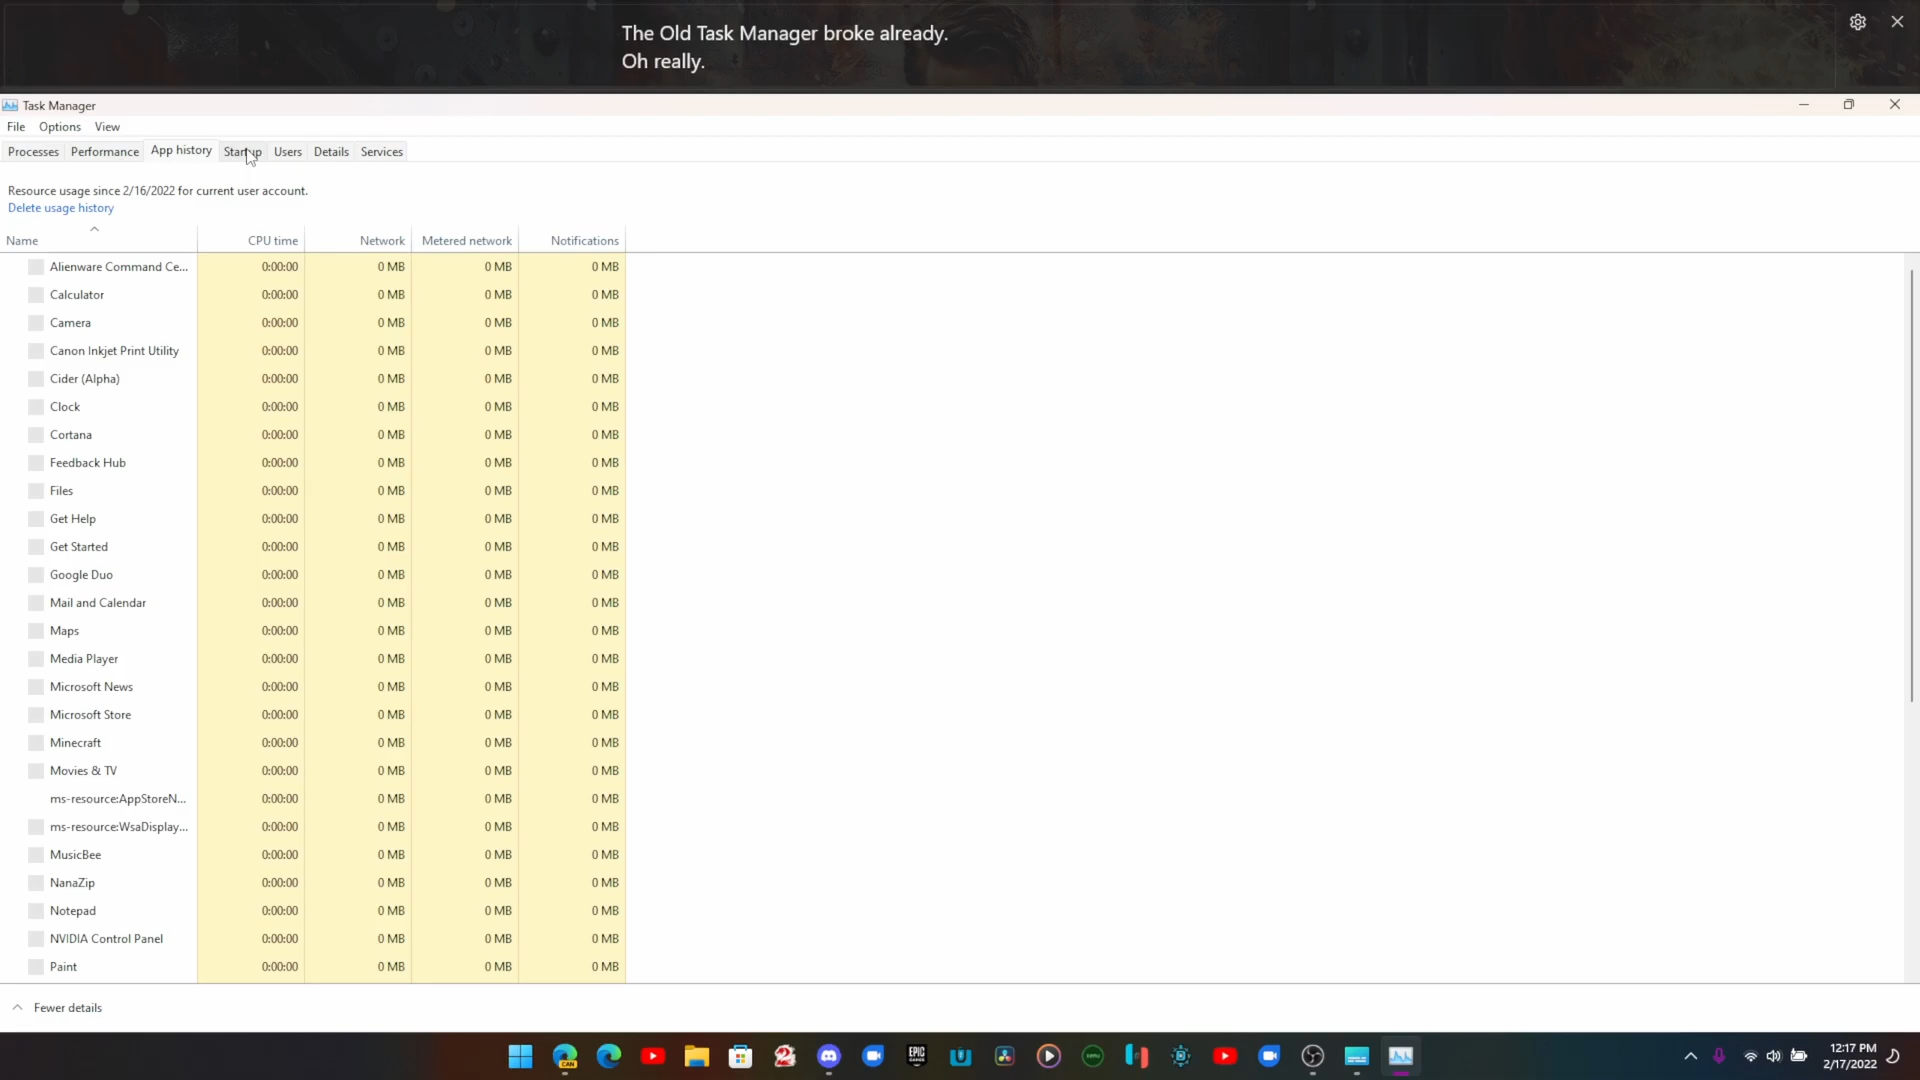 The Old Task Manager broke already.
Oh really.
Task Manager
File Options View
Processes Performance App history Startup Users Details Services
Resource usage since 2/16/2022 for current user account.
Delete usage history
Name CPU time Network Metered network Notifications
Alienware Command Ce... 0:00:00 0 MB 0 MB 0 MB
Calculator 0:00:00 0 MB 0 MB 0 MB
Camera 0:00:00 0 MB 0 MB 0 MB
Canon Inkjet Print Utility 0:00:00 0 MB 0 MB 0 MB
Cider (Alpha) 0:00:00 0 MB 0 MB 0 MB
Clock 0:00:00 0 MB 0 MB 0 MB
Cortana 0:00:00 0 MB 0 MB 0 MB
Feedback Hub 0:00:00 0 MB 0 MB 0 MB
Files 0:00:00 0 MB 0 MB 0 MB
Get Help 0:00:00 0 MB 0 MB 0 MB
Get Started 0:00:00 0 MB 0 MB 0 MB
Google Duo 0:00:00 0 MB 0 MB 0 MB
Mail and Calendar 0:00:00 0 MB 0 MB 0 MB
Maps 0:00:00 0 MB 0 MB 0 MB
Media Player 0:00:00 0 MB 0 MB 0 MB
Microsoft News 0:00:00 0 MB 0 MB 0 MB
Microsoft Store 0:00:00 0 MB 0 MB 0 MB
Minecraft 0:00:00 0 MB 0 MB 0 MB
Movies & TV 0:00:00 0 MB 0 MB 0 MB
ms-resource:AppStoreN... 0:00:00 0 MB 0 MB 0 MB
ms-resource:WsaDisplay... 0:00:00 0 MB 0 MB 0 MB
MusicBee 0:00:00 0 MB 0 MB 0 MB
NanaZip 0:00:00 0 MB 0 MB 0 MB
Notepad 0:00:00 0 MB 0 MB 0 MB
NVIDIA Control Panel 0:00:00 0 MB 0 MB 0 MB
Paint 0:00:00 0 MB 0 MB 0 MB
Fewer details
CAN
EPIC
GAMES
12:17 PM
2/17/2022